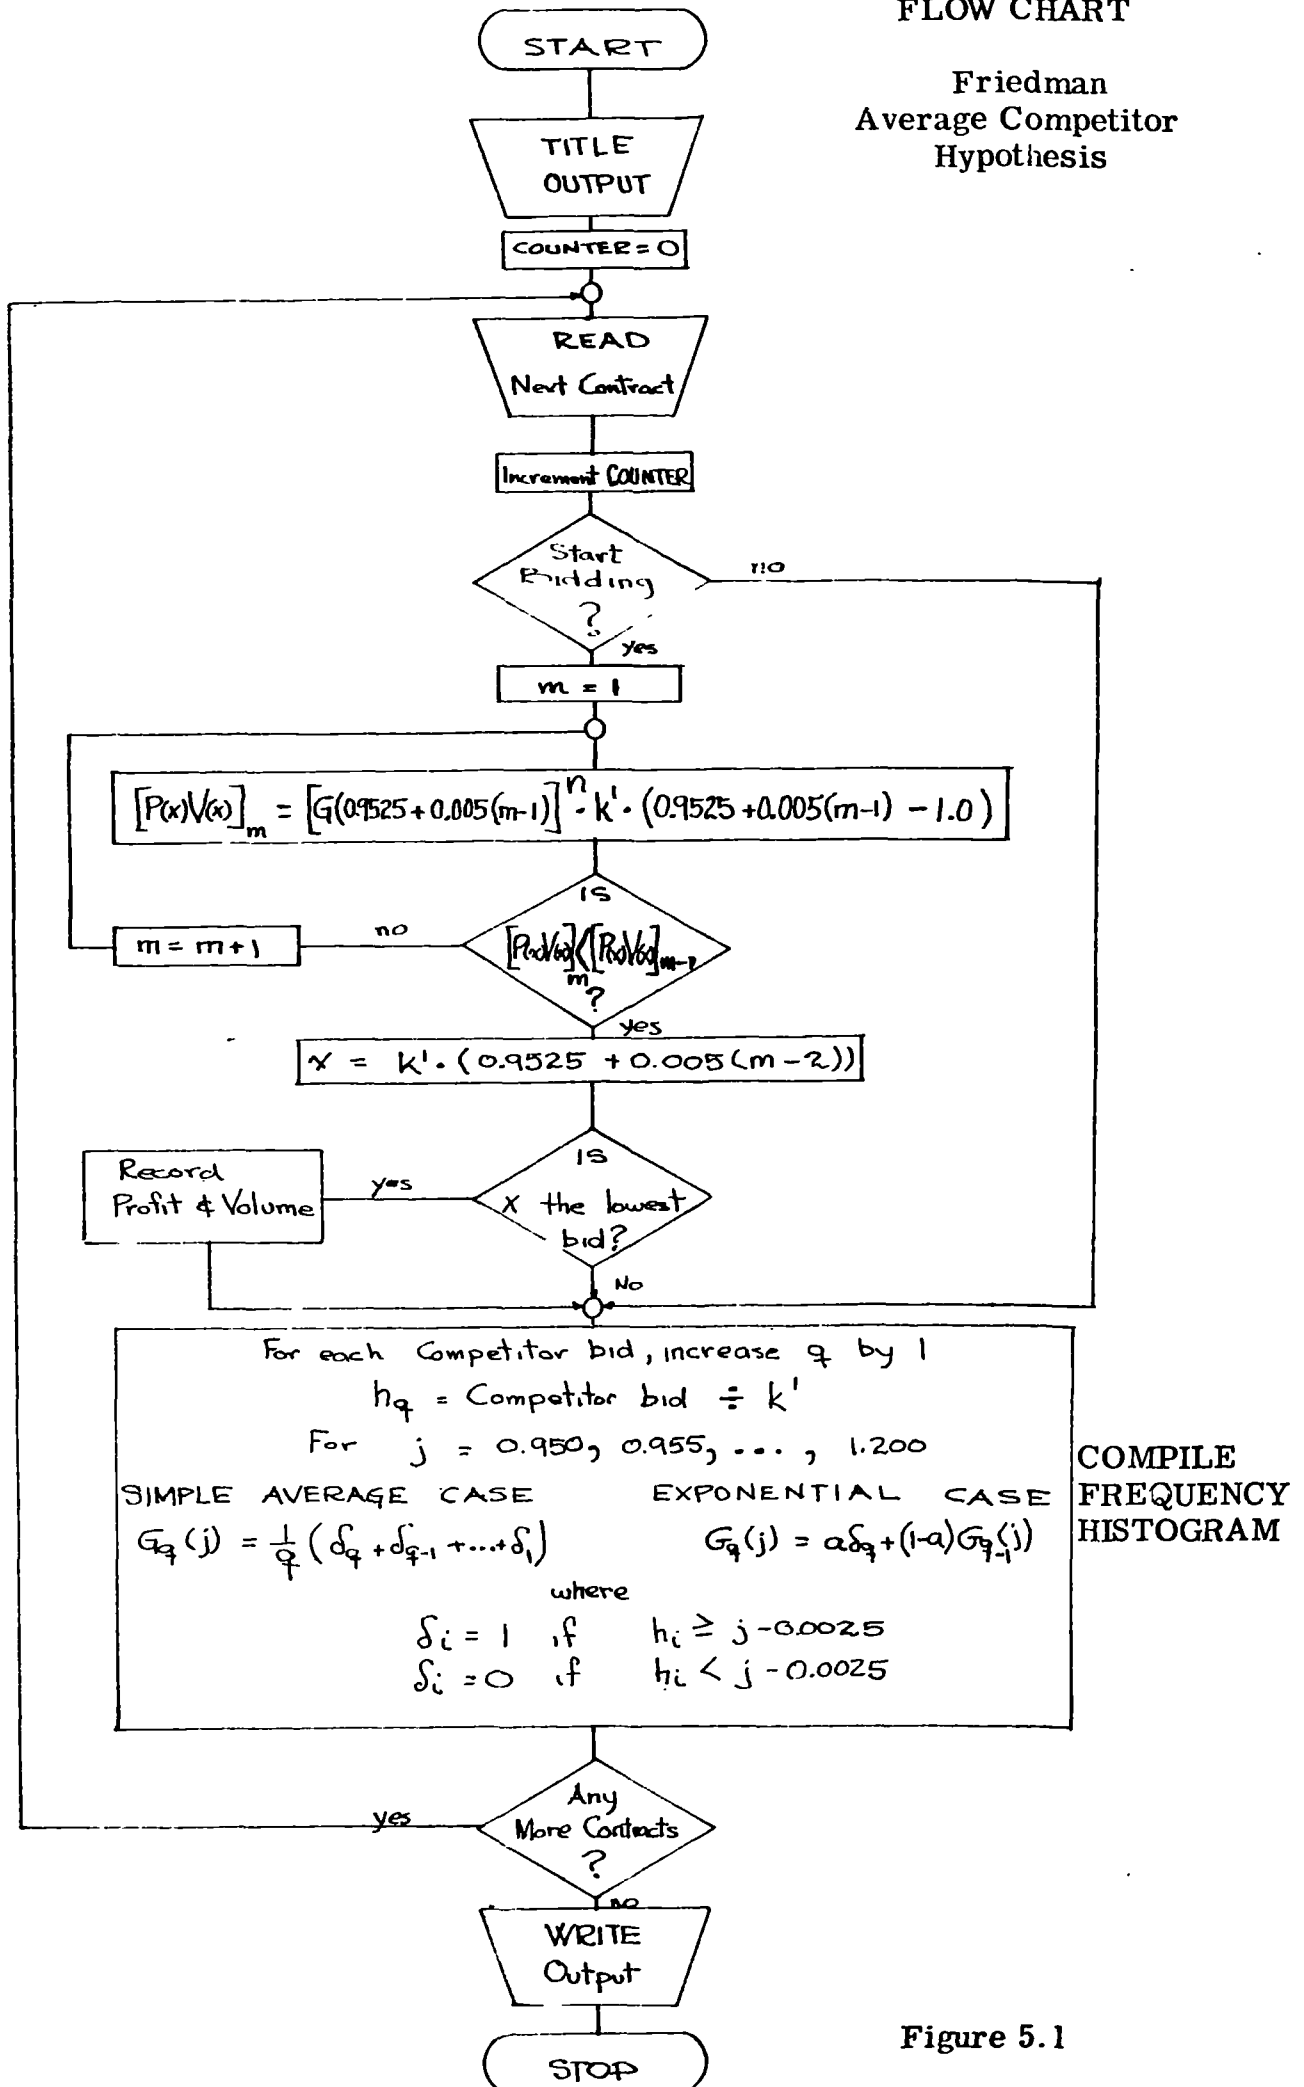 FLOW CHART
Friedman
Average Competitor
Hypothesis
START
TITLE
OUTPUT
COUNTER = 0
READ
Next Contract
Increment COUNTER
Start
Bidding
?
no
yes
m = 1
[P(x)V(x)]m = [G(0.9525 + 0.005(m-1)]^n · k' · (0.9525 + 0.005(m-1) - 1.0)
IS
[P(x)V(x)]m < [P(x)V(x)]m-1
?
no
m = m+1
yes
x = k' · (0.9525 + 0.005(m-2))
IS
x the lowest
bid?
yes
Record
Profit & Volume
No
For each Competitor bid, increase q by 1
hq = Competitor bid ÷ k'
For j = 0.950, 0.955, ..., 1.200
SIMPLE AVERAGE CASE EXPONENTIAL CASE
Gq(j) = 1/q (δq + δq-1 + ... + δ1) Gq(j) = aδq + (1-a)Gq-1(j))
where
δi = 1 if hi ≥ j - 0.0025
δi = 0 if hi < j - 0.0025
COMPILE
FREQUENCY
HISTOGRAM
Any
More Contracts
?
yes
no
WRITE
Output
STOP
Figure 5.1